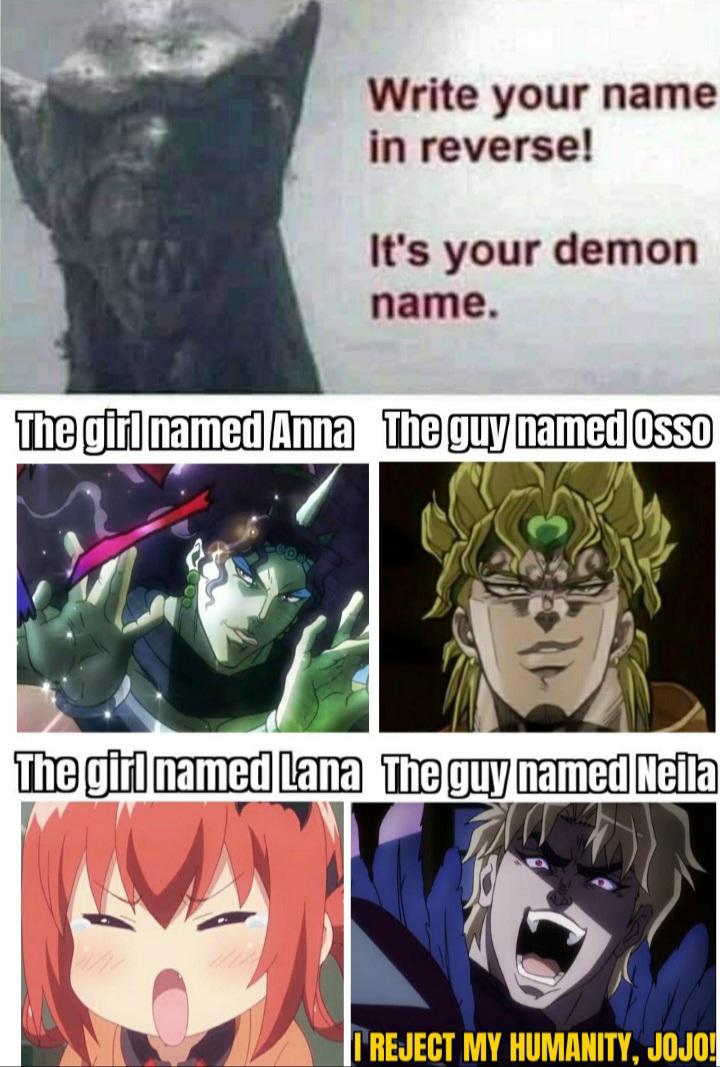 Write your name
in reverse!
It's your demon
name.
The girl named Anna
The guy named Osso
The girl named Lana
The guy named Neila
I REJECT MY HUMANITY, JOJO!